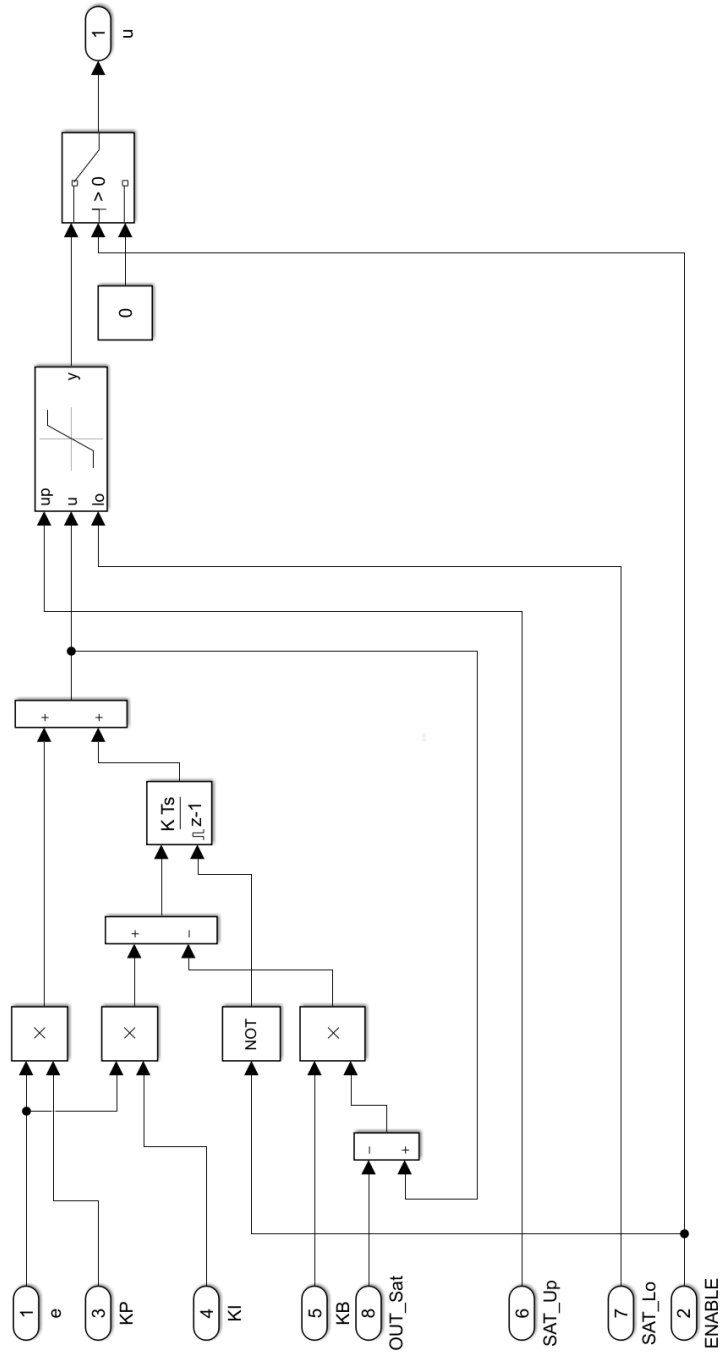 1
e
3
KP
4
KI
5
KB
8
OUT_Sat
6
SAT_Up
7
SAT_Lo
2
ENABLE
−
+
×
×
NOT
×
+
−
K Ts
z-1
+
+
up
u
lo
y
0
> 0
1
u